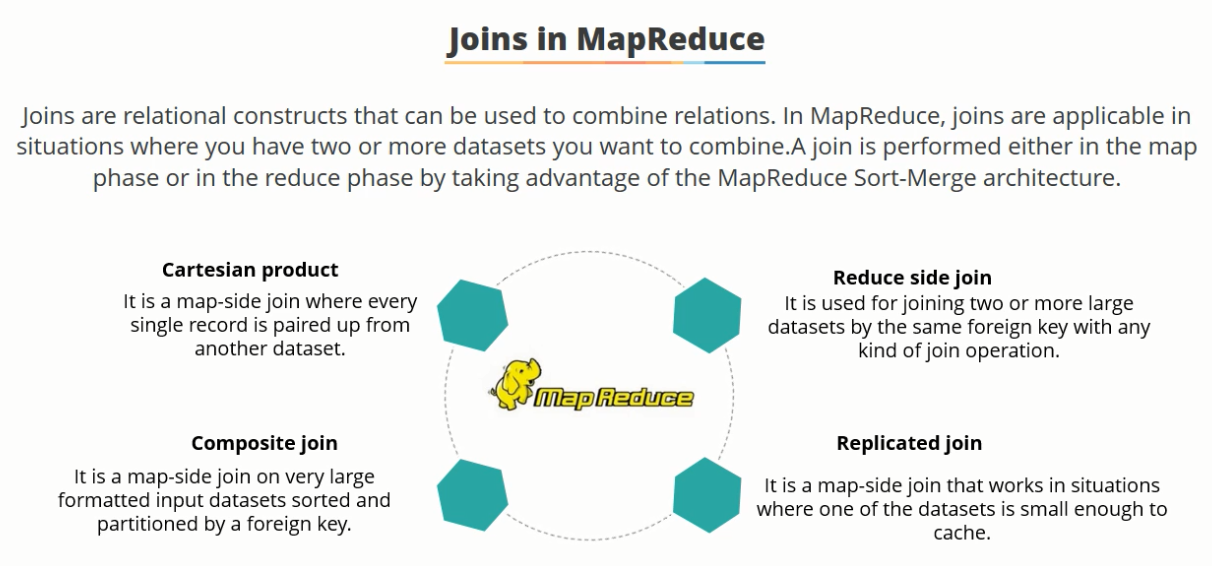 Joins in MapReduce
Joins are relational constructs that can be used to combine relations. In MapReduce, joins are applicable in
situations where you have two or more datasets you want to combine.A join is performed either in the map
phase or in the reduce phase by taking advantage of the MapReduce Sort-Merge architecture.
Cartesian product
It is a map-side join where every
single record is paired up from
another dataset.
Reduce side join
It is used for joining two or more large
datasets by the same foreign key with any
kind of join operation.
Map Reduce
Composite join
It is a map-side join on very large
formatted input datasets sorted and
partitioned by a foreign key.
Replicated join
It is a map-side join that works in situations
where one of the datasets is small enough to
cache.